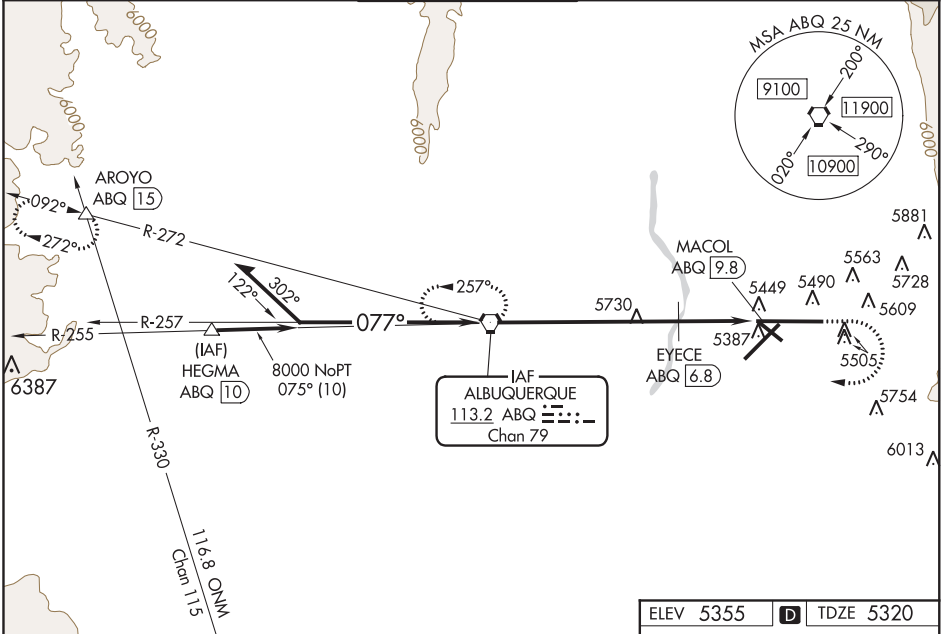 6000
6000
6000
6000
MSA ABQ 25 NM
200°
9100
11900
290°
020°
10900
AROYO
ABQ 15
092°
272°
R-272
122°
302°
257°
R-257
R-255
077°
(IAF)
HEGMA
ABQ 10
8000 NoPT
075° (10)
6387
R-330
116.8 ONM
Chan 115
IAF
ALBUQUERQUE
113.2 ABQ
Chan 79
5730
EYECE
ABQ 6.8
MACOL
ABQ 9.8
5449
5387
5490
5563
5881
5728
5609
5505
5754
6013
ELEV 5355 D TDZE 5320